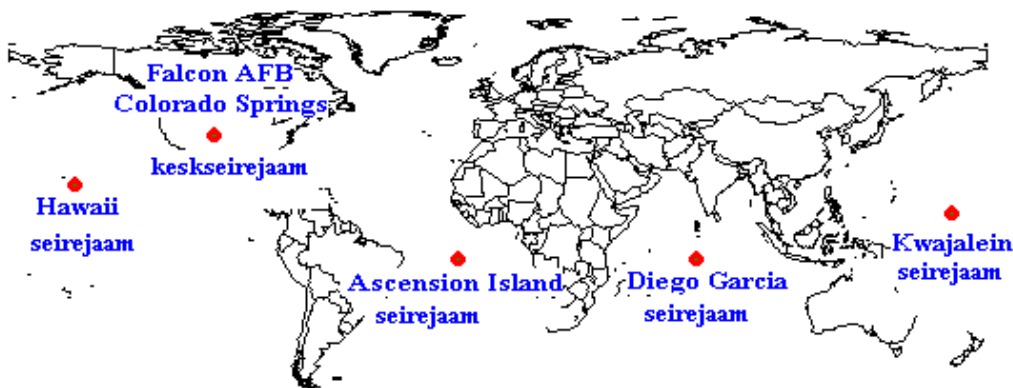 Falcon AFB
Colorado Springs
keskseirejaam
Hawaii
seirejaam
Ascension Island
seirejaam
Diego Garcia
seirejaam
Kwajalein
seirejaam